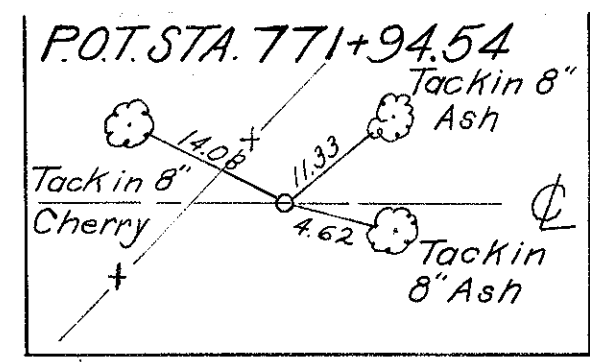 P.O.T. STA. 771+94.54
Tack in 8"
Ash
14.08
11.33
Tack in 8"
Cherry
℄
4.62
Tack in
8" Ash